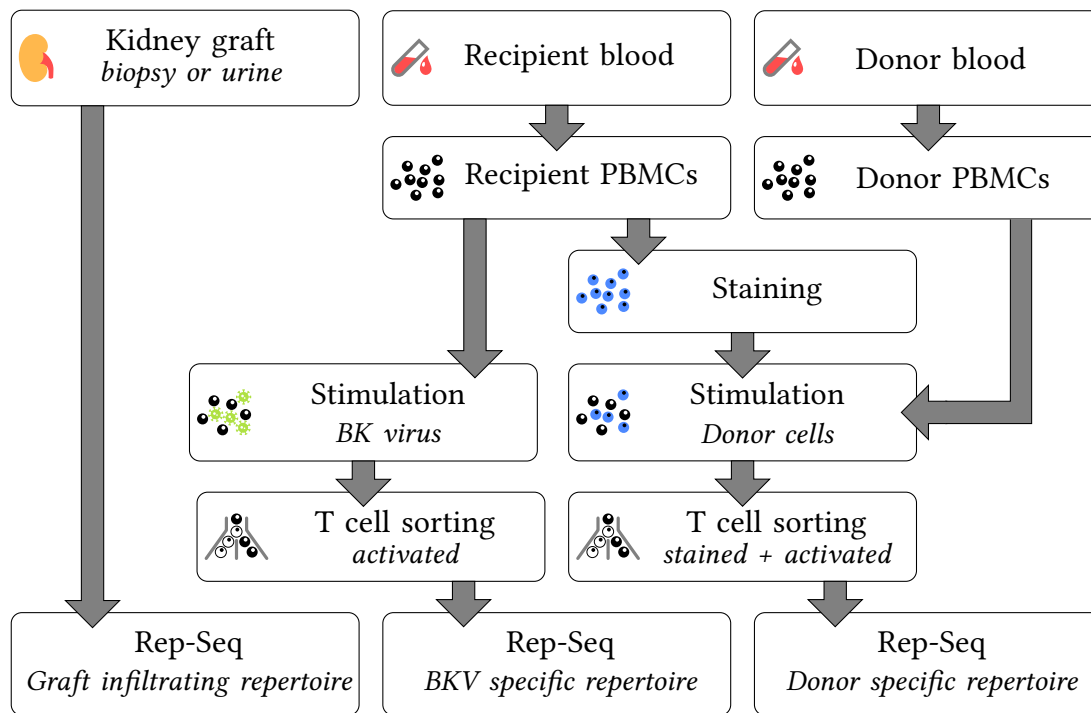 Kidney graft
biopsy or urine
Recipient blood
Donor blood
Recipient PBMCs
Donor PBMCs
Staining
Stimulation
BK virus
Stimulation
Donor cells
T cell sorting
activated
T cell sorting
stained + activated
Rep-Seq
Graft infiltrating repertoire
Rep-Seq
BKV specific repertoire
Rep-Seq
Donor specific repertoire